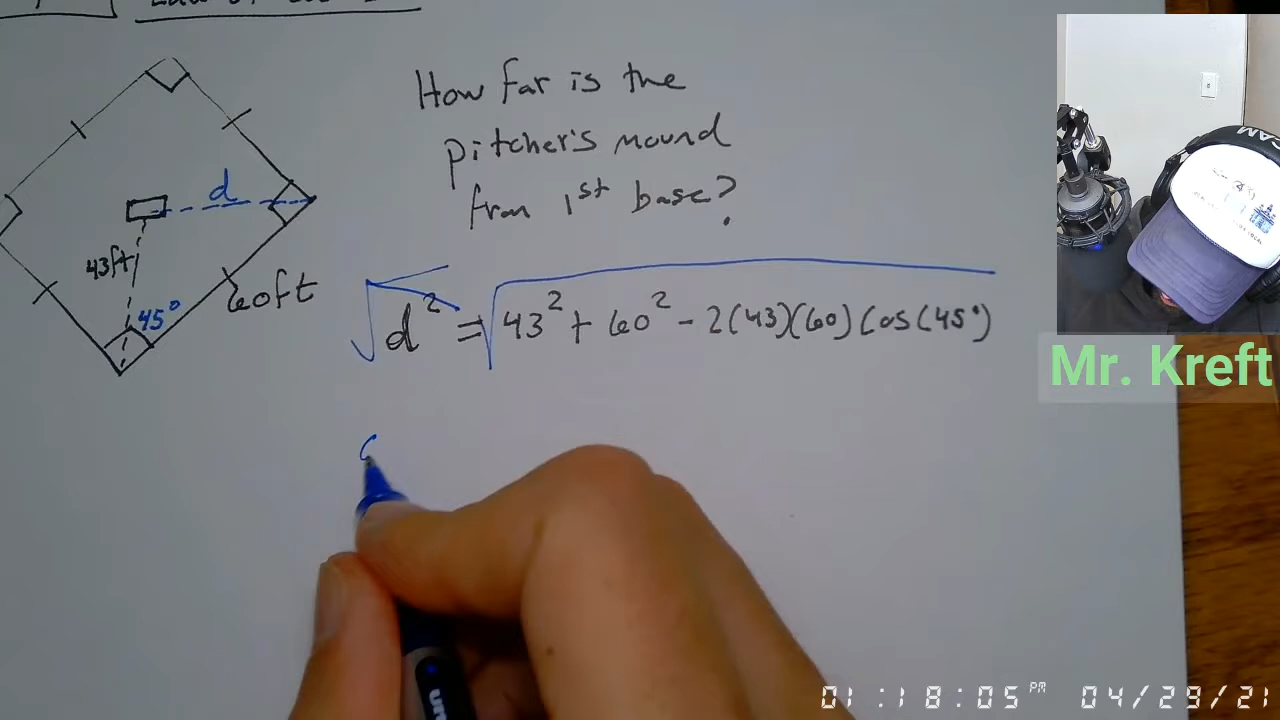 How far is the
pitcher's mound
from 1st base?
d
43ft
45°
60ft
√d² = √43² + 60² - 2(43)(60) Cos(45°)
Mr. Kreft
01:18:05 PM 04/29/21